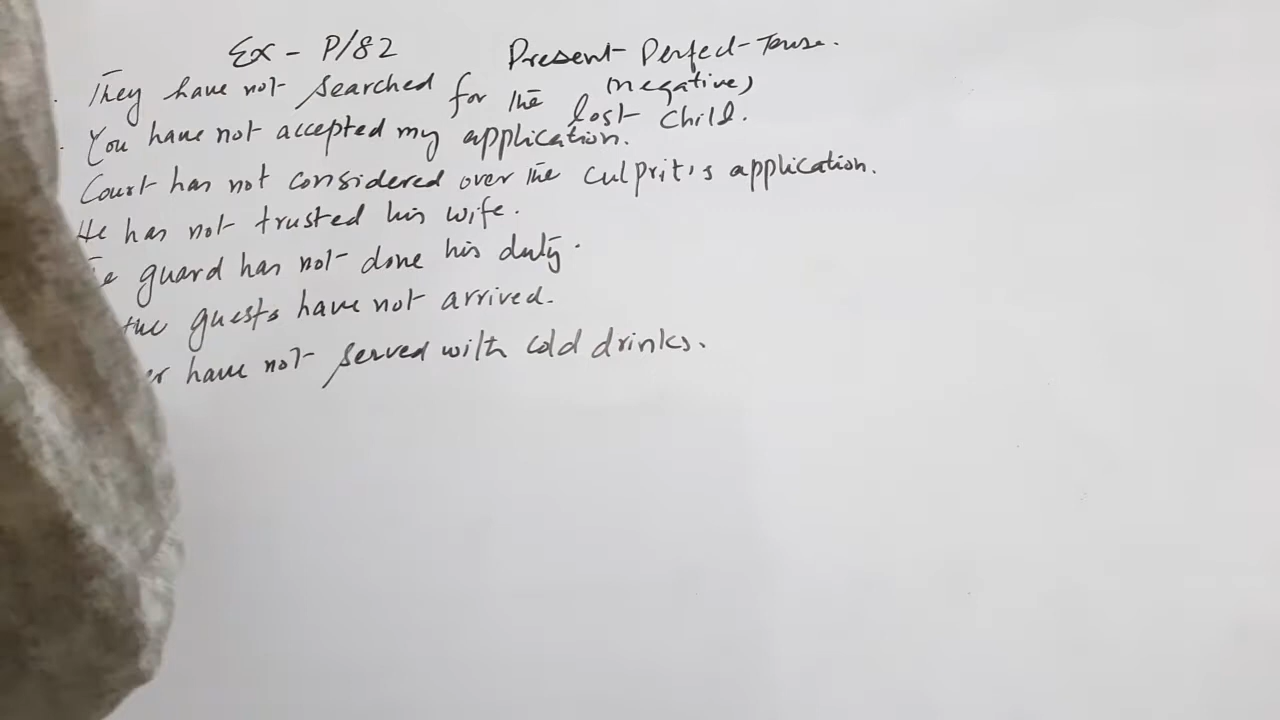 Ex - P/82 Present Perfect Tense.
(negative)
They have not searched for the lost child.
You have not accepted my application.
Court has not considered over the culprit's application.
He has not trusted his wife.
guard has not done his duty.
the guests have not arrived.
have not served with cold drinks.